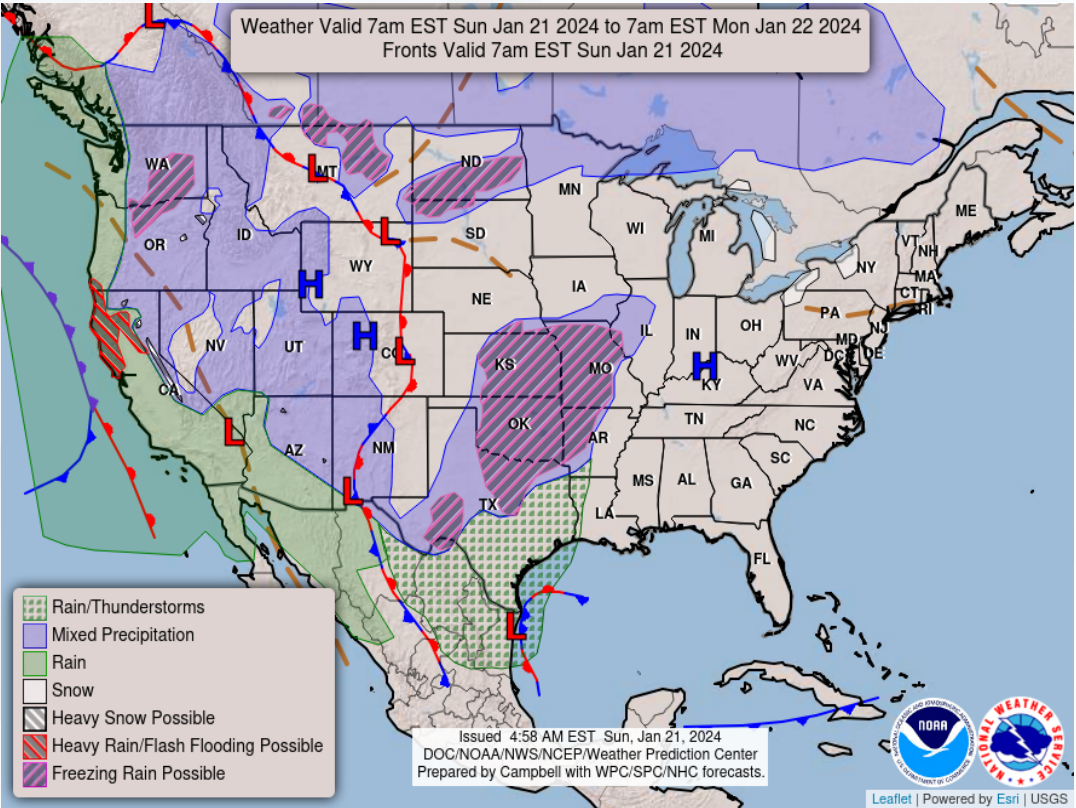 Weather Valid 7am EST Sun Jan 21 2024 to 7am EST Mon Jan 22 2024
Fronts Valid 7am EST Sun Jan 21 2024
L
WA
L
MT
ND
MN
ME
OR
ID
L
SD
WI
MI
VT
NH
WY
NY
MA
H
NE
IA
CT
RI
NV
UT
H
CO
L
KS
MO
IL
IN
OH
PA
NJ
MD
DC
DE
H
KY
WV
VA
CA
L
AZ
NM
OK
AR
TN
NC
SC
L
TX
MS
AL
GA
LA
FL
L
Rain/Thunderstorms
Mixed Precipitation
Rain
Snow
Heavy Snow Possible
Heavy Rain/Flash Flooding Possible
Freezing Rain Possible
Issued 4:58 AM EST Sun, Jan 21, 2024
DOC/NOAA/NWS/NCEP/Weather Prediction Center
Prepared by Campbell with WPC/SPC/NHC forecasts.
NOAA
NATIONAL WEATHER SERVICE
Leaflet | Powered by Esri | USGS